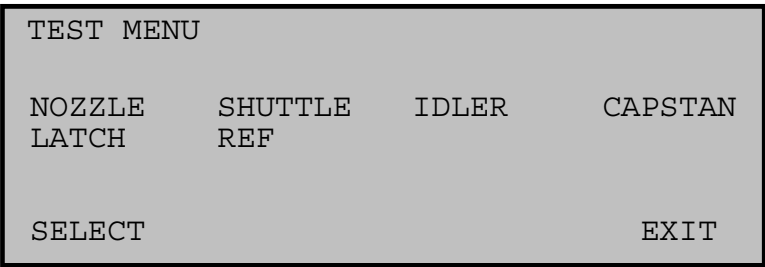 TEST MENU
NOZZLE SHUTTLE IDLER CAPSTAN
LATCH REF
SELECT EXIT